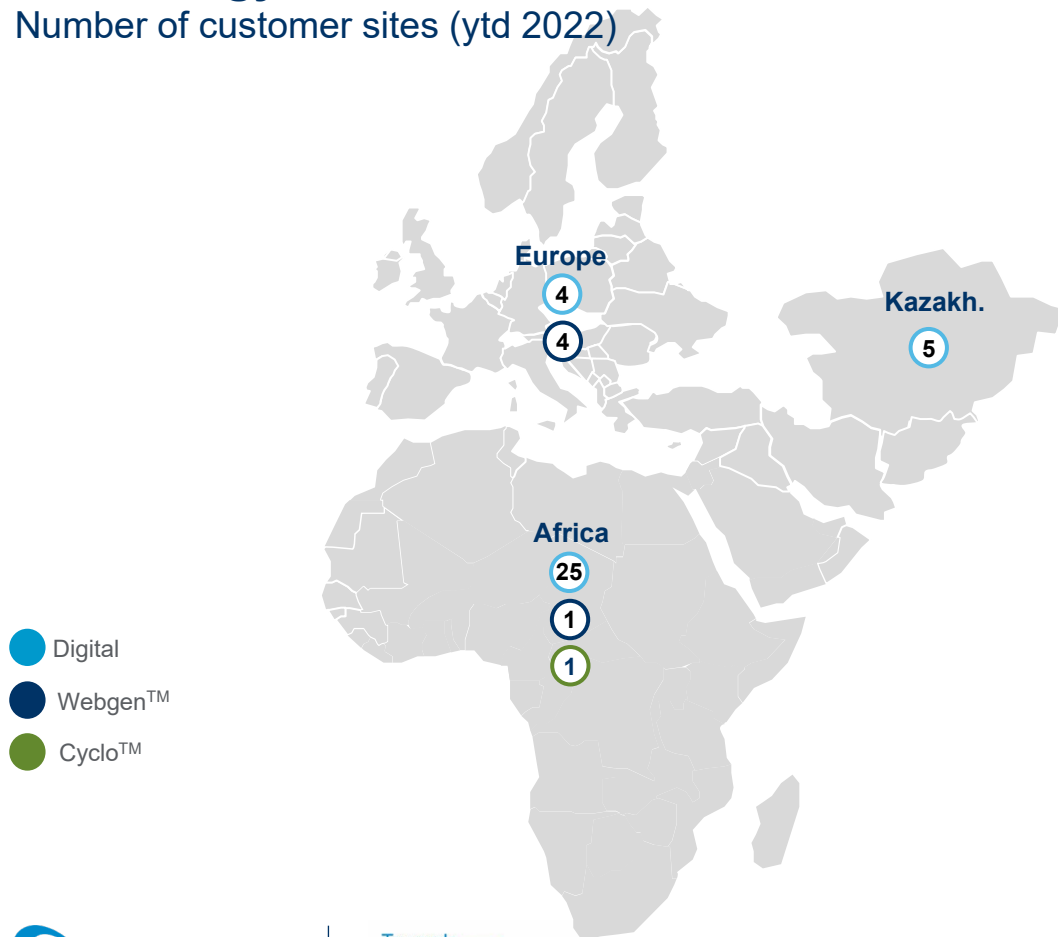 Number of customer sites (ytd 2022)
Europe
4
4
Kazakh.
5
Africa
25
1
1
Digital
Webgen™
Cyclo™